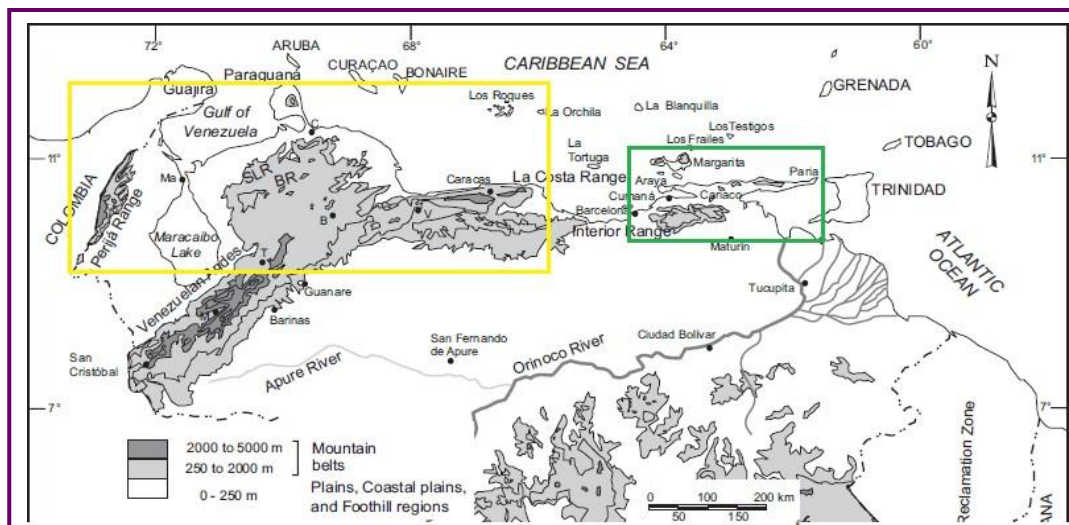 72°
68°
64
60
ARUBA
CURAÇAO
BONAIRE
CARIBBEAN SEA
N
Paraguaná
Guajira
Gulf of
Venezuela
Los Roques
La Orchila
La Blanquilla
GRENADA
Los Testigos
Los Frailes
TOBAGO
11°
11°
C
La
Tortuga
Margarita
SLR
BR
Ma
Caracas
La Costa Range
Araya
Paria
TRINIDAD
COLOMBIA
Perijá Range
Cumaná
Cariaco
Barcelona
B
V
Interior Range
Maturín
Maracaibo
Lake
ATLANTIC
OCEAN
T
Venezuelan Andes
Guanare
Tucupita
Barinas
San
Cristóbal
San Fernando
de Apure
Ciudad Bolívar
Apure River
Orinoco River
7°
7°
2000 to 5000 m
250 to 2000 m
Mountain
belts
0 - 250 m
Plains, Coastal plains,
and Foothill regions
0 100 200 km
50 150
Reclamation Zone